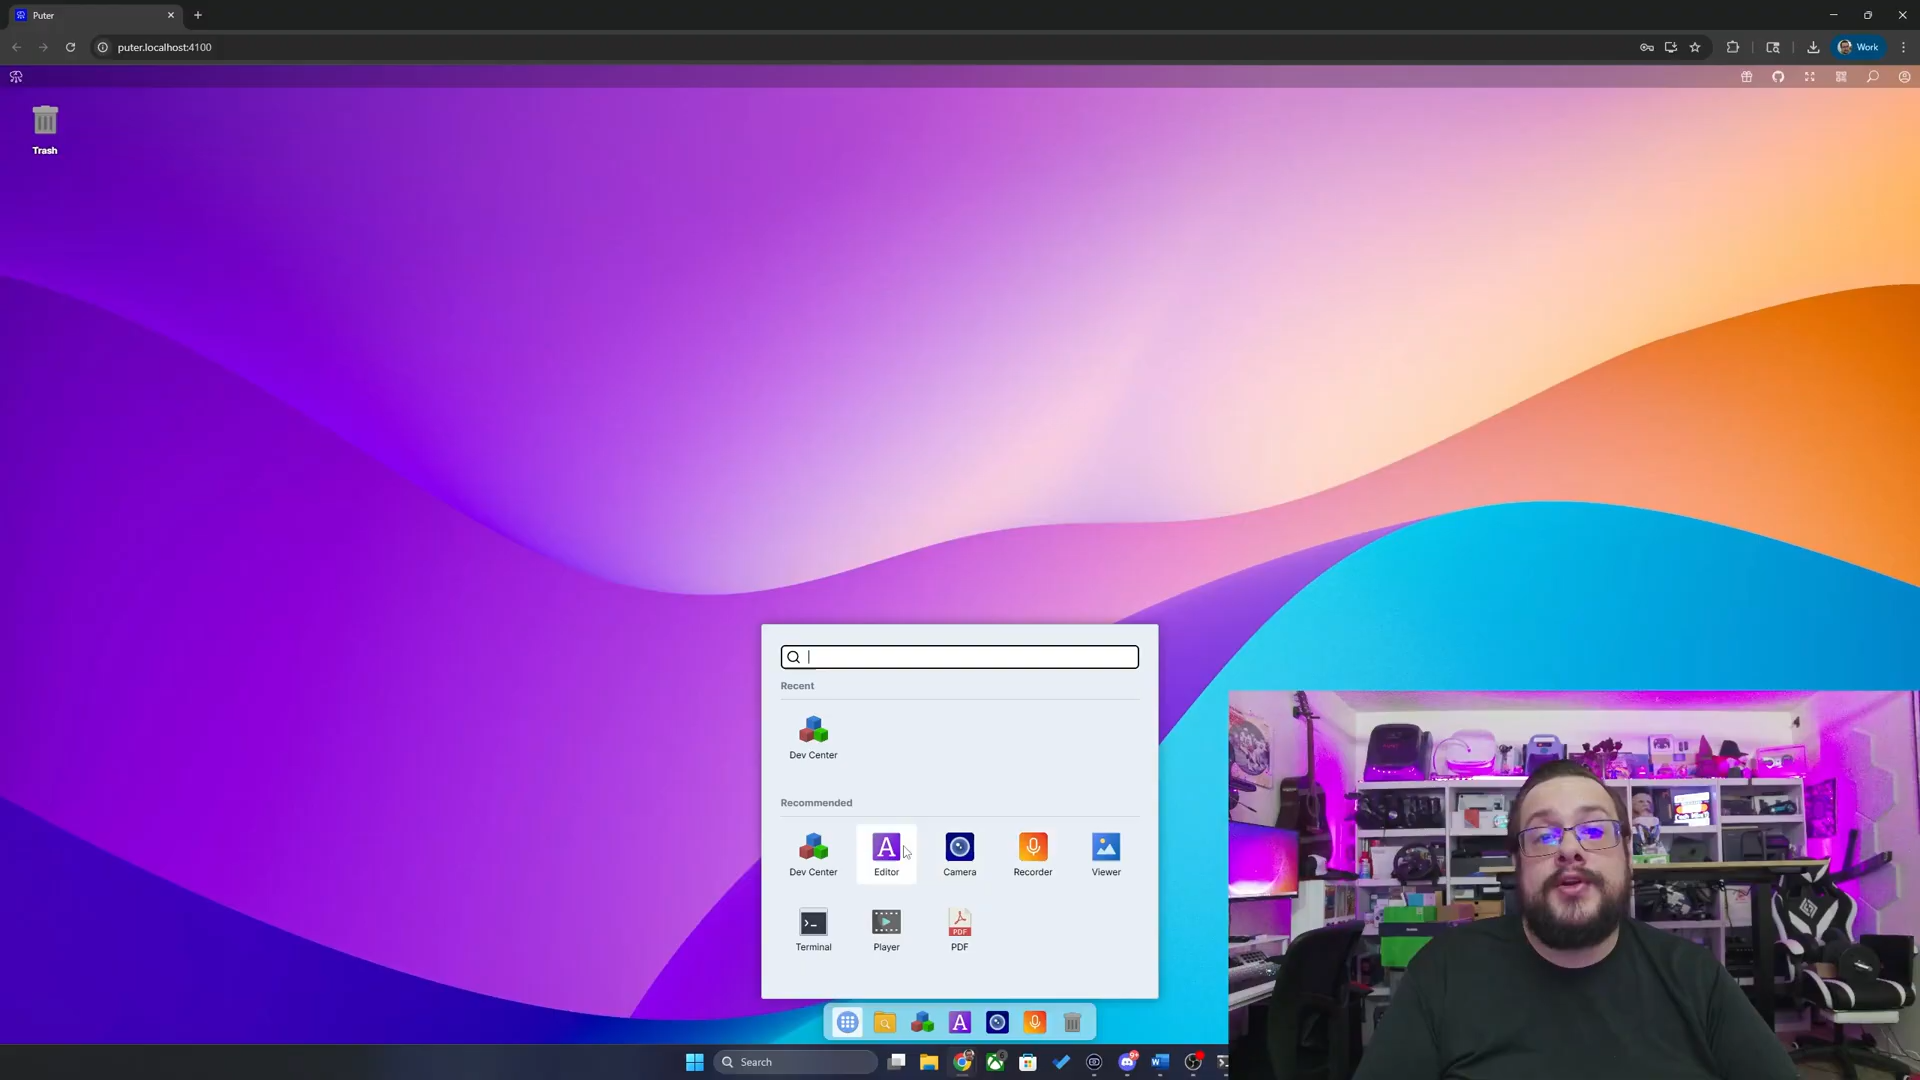 Puter
puter.localhost:4100
Work
Trash
Recent
Dev Center
Recommended
Dev Center
Editor
Camera
Recorder
Viewer
Terminal
Player
PDF
PDF
Search